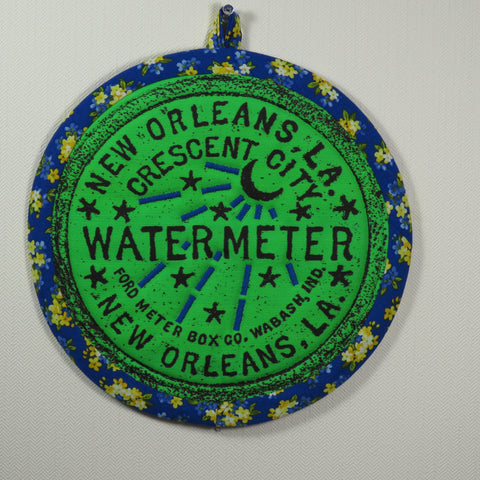 NEW ORLEANS, LA.
CRESCENT CITY
WATER METER
FORD METER BOX CO. WABASH, IND.
NEW ORLEANS, LA.